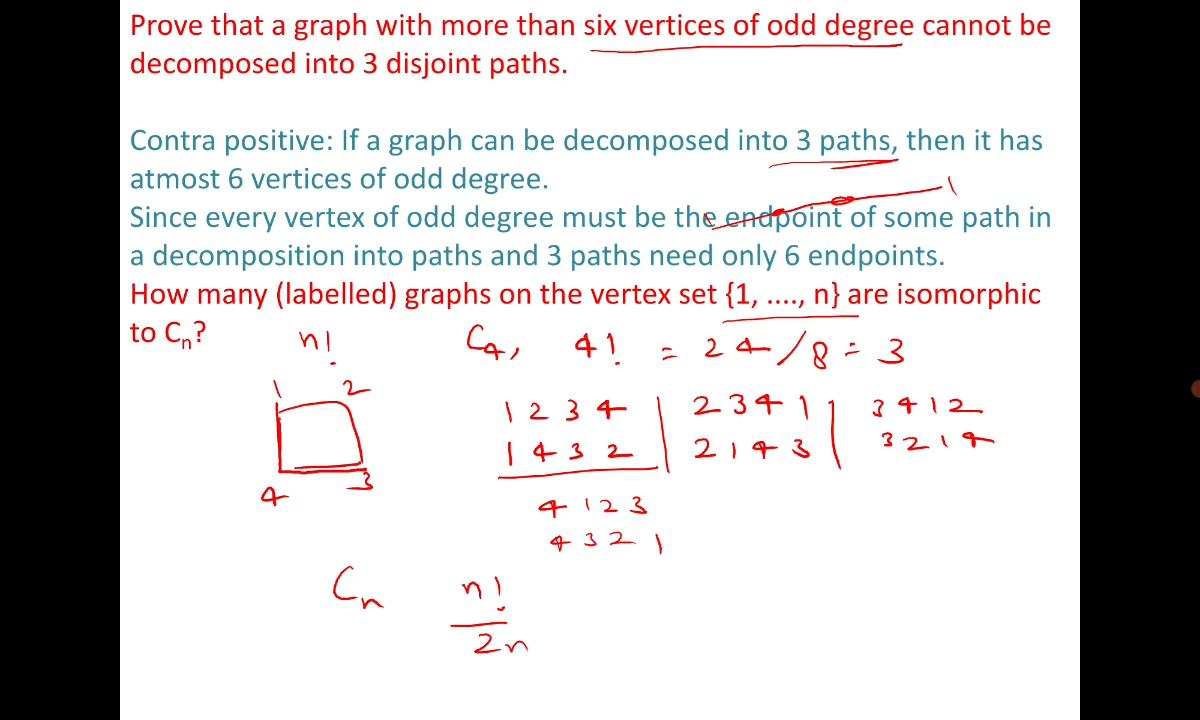 Prove that a graph with more than six vertices of odd degree cannot be
decomposed into 3 disjoint paths.
Contra positive: If a graph can be decomposed into 3 paths, then it has
atmost 6 vertices of odd degree.
Since every vertex of odd degree must be the endpoint of some path in
a decomposition into paths and 3 paths need only 6 endpoints.
How many (labelled) graphs on the vertex set {1, ...., n} are isomorphic
to Cn?
n!
C4, 4! = 24/8 = 3
1 2
4 3
1 2 3 4 | 2 3 4 1 | 3 4 1 2
1 4 3 2 | 2 1 4 3 | 3 2 1 4
4 1 2 3
4 3 2 1
Cn n!
2n